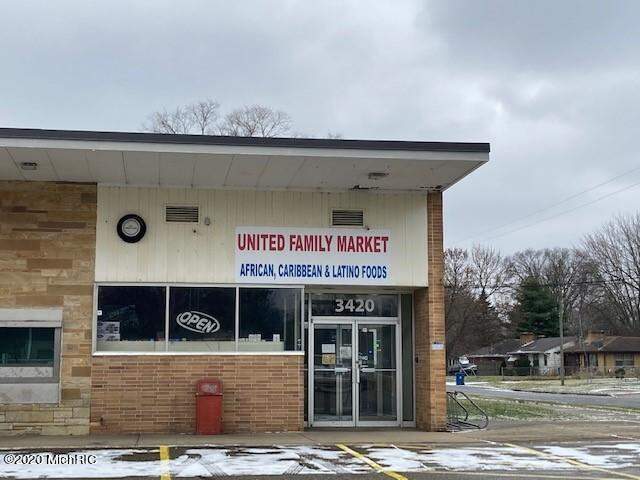 UNITED FAMILY MARKET
AFRICAN, CARIBBEAN & LATINO FOODS
OPEN
3420
©2020 MichRIC